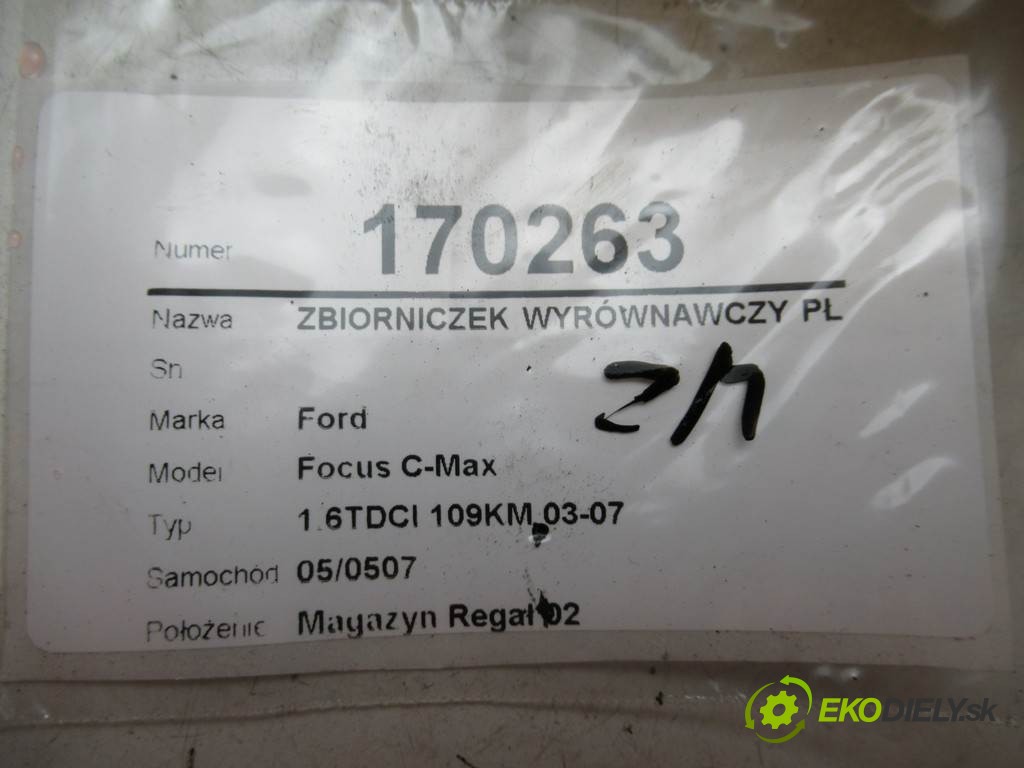 Numer 170263
Nazwa ZBIORNICZEK WYRÓWNAWCZY PŁ
Sn
Marka Ford
Model Focus C-Max
Typ 1.6TDCI 109KM 03-07
Samochód 05/0507
Położenie Magazyn Regał 02
EKODIELY.sk